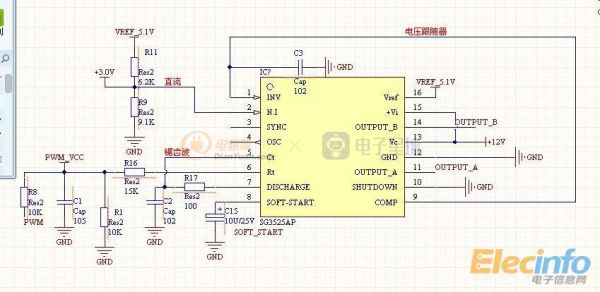 VREF_5.1V
电压跟随器
R11
Res2
6.2K
+3.0V
直流
R9
Res2
9.1K
GND
C3
Cap
102
GND
IC?
1 INV
2 N.I
3 SYNC
4 OSC
5 Ct
6 Rt
7 DISCHARGE
8 SOFT-START
Vref 16
+Vi 15
OUTPUT_B 14
Vc 13
GND 12
OUTPUT_A 11
SHUTDOWN 10
COMP 9
SG3525AP
VREF_5.1V
OUTPUT_B
+12V
GND
OUTPUT_A
GND
锯齿波
PWM_VCC
R16
Res2
15K
R17
Res2
100
R8
Res2
10K
PWM
C1
Cap
105
GND
R1
Res2
10K
GND
C2
Cap
102
GND
C15
10U/25V
SOFT_START
GND
电源网
DianYuan.com
×
电子星球
Elecinfo
电子信息网